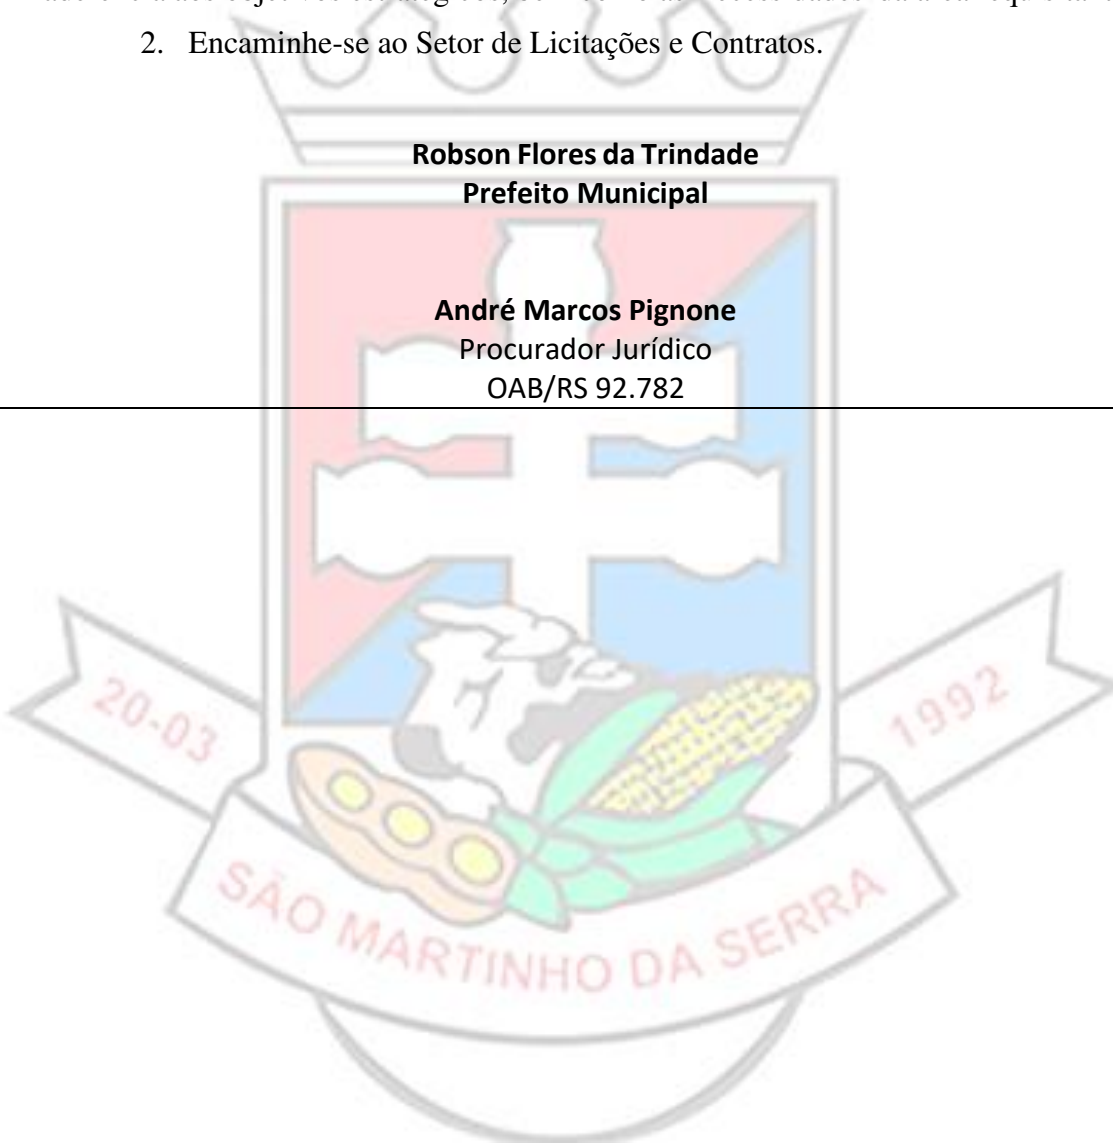 2. Encaminhe-se ao Setor de Licitações e Contratos.
Robson Flores da Trindade
Prefeito Municipal
André Marcos Pignone
Procurador Jurídico
OAB/RS 92.782
20-03
1992
SÃO MARTINHO DA SERRA